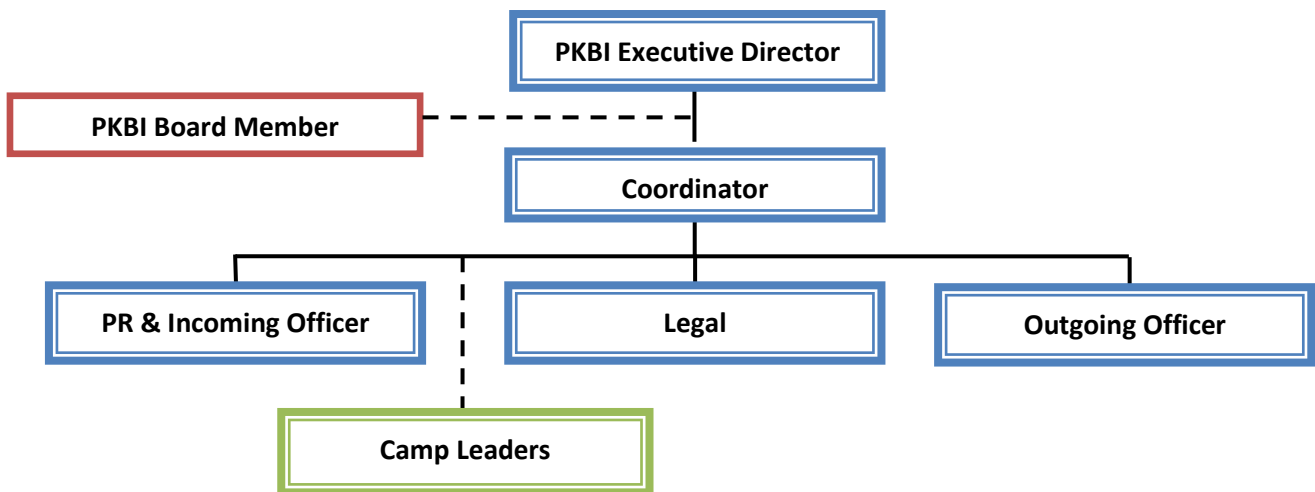 PKBI Executive Director
PKBI Board Member
Coordinator
PR & Incoming Officer
Legal
Outgoing Officer
Camp Leaders